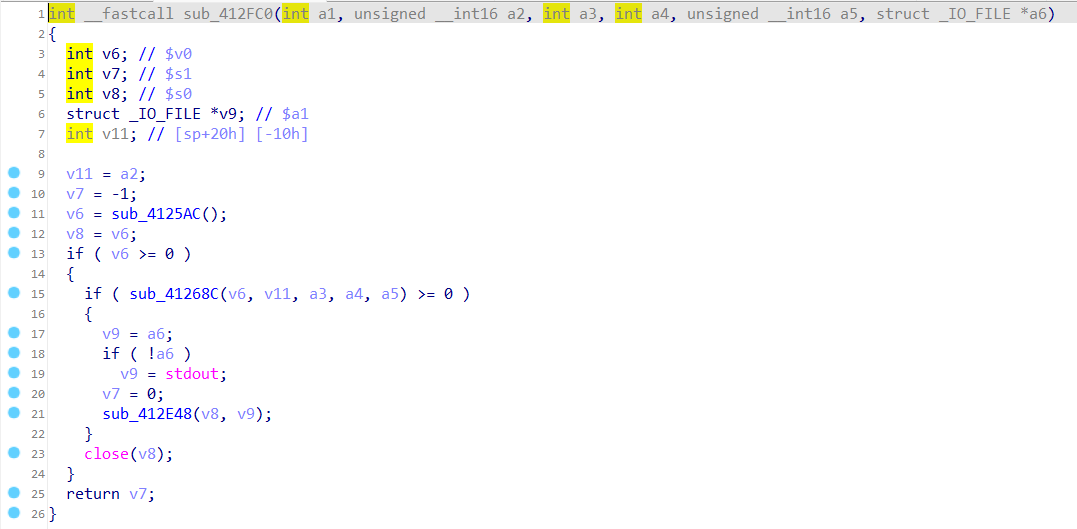 1 int __fastcall sub_412FC0(int a1, unsigned __int16 a2, int a3, int a4, unsigned __int16 a5, struct _IO_FILE *a6)
2 {
3 int v6; // $v0
4 int v7; // $s1
5 int v8; // $s0
6 struct _IO_FILE *v9; // $a1
7 int v11; // [sp+20h] [-10h]
8
9 v11 = a2;
10 v7 = -1;
11 v6 = sub_4125AC();
12 v8 = v6;
13 if ( v6 >= 0 )
14 {
15 if ( sub_41268C(v6, v11, a3, a4, a5) >= 0 )
16 {
17 v9 = a6;
18 if ( !a6 )
19 v9 = stdout;
20 v7 = 0;
21 sub_412E48(v8, v9);
22 }
23 close(v8);
24 }
25 return v7;
26 }